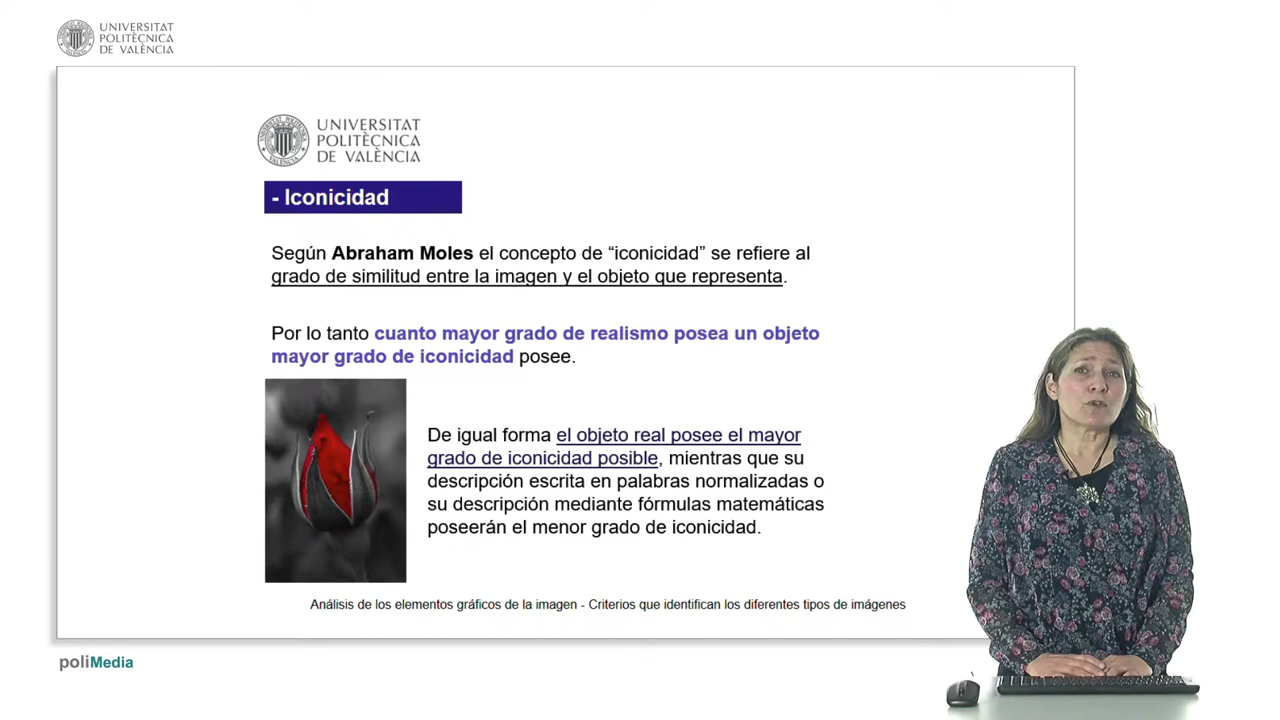 UNIVERSITAT
POLITÈCNICA
DE VALÈNCIA
UNIVERSITAT
POLITÈCNICA
DE VALÈNCIA
- Iconicidad
Según Abraham Moles el concepto de “iconicidad” se refiere al
grado de similitud entre la imagen y el objeto que representa.
Por lo tanto cuanto mayor grado de realismo posea un objeto
mayor grado de iconicidad posee.
De igual forma el objeto real posee el mayor
grado de iconicidad posible, mientras que su
descripción escrita en palabras normalizadas o
su descripción mediante fórmulas matemáticas
poseerán el menor grado de iconicidad.
Análisis de los elementos gráficos de la imagen - Criterios que identifican los diferentes tipos de imágenes
poliMedia